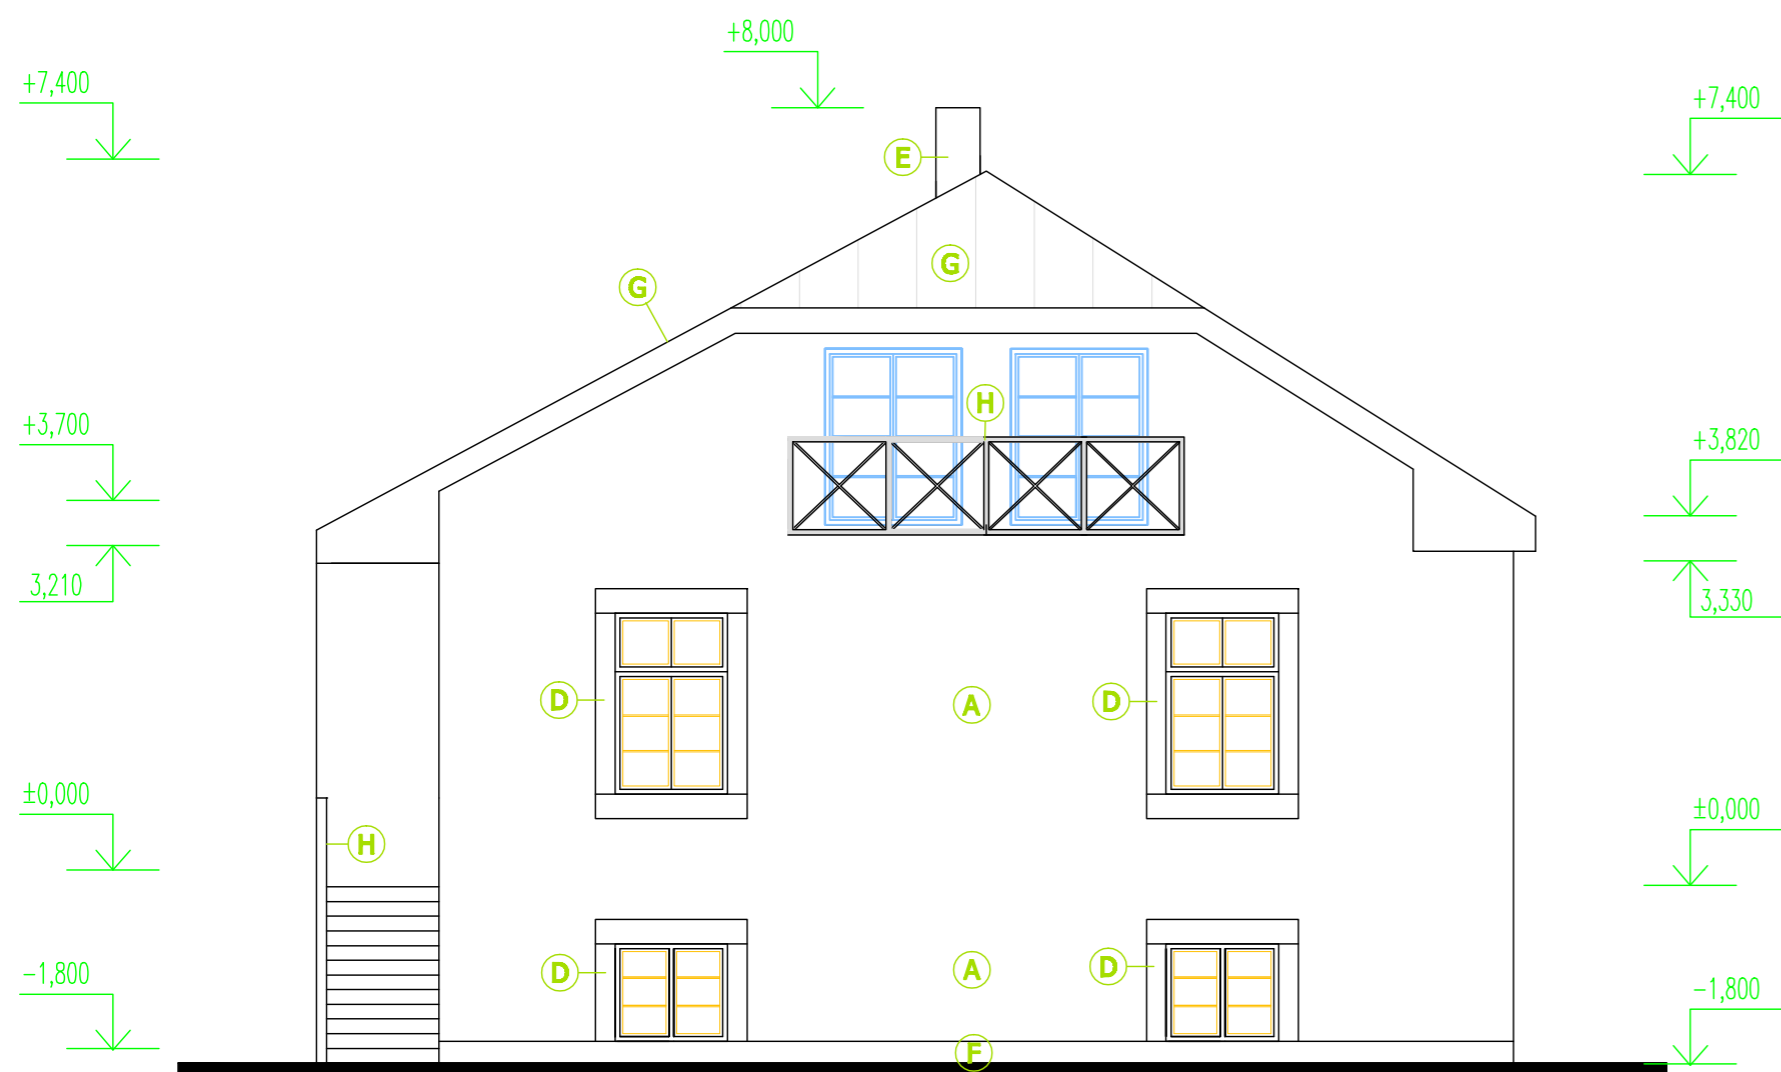 +8,000
+7,400
+7,400
E
G
G
H
+3,700
+3,820
3,210
3,330
D
A
D
±0,000
±0,000
H
D
A
D
-1,800
-1,800
F